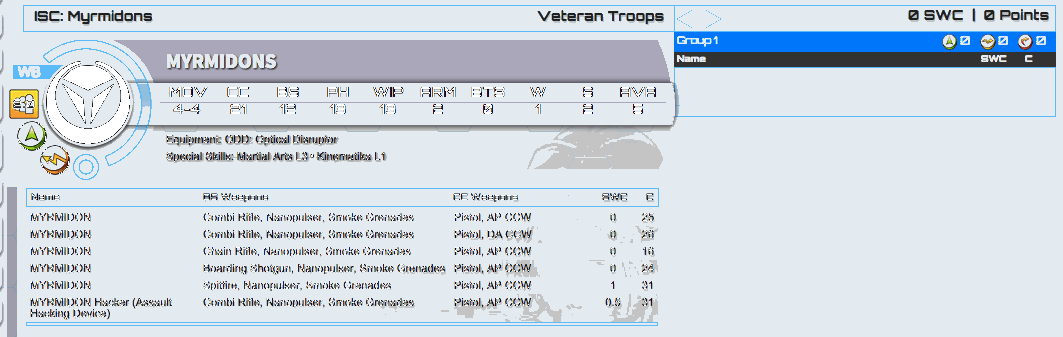 ISC: Myrmidons
Veteran Troops
0 SWC | 0 Points
Group 1
0 0 0
Name SWC C
MYRMIDONS
MOV CC BS PH WIP ARM BTS W S AVA
4-4 21 12 1 2 0 1 2 5
Equipment: ODD: Optical Disruptor
Special Skills: Martial Arts L3 · Kinematika L1
Name BS Weapons CC Weapons SWC C
MYRMIDON Combi Rifle, Nanopulser, Smoke Grenades Pistol, AP CCW 0 25
MYRMIDON Combi Rifle, Nanopulser, Smoke Grenades Pistol, DA CCW 0
MYRMIDON Chain Rifle, Nanopulser, Smoke Grenades Pistol, AP CCW 0
MYRMIDON Boarding Shotgun, Nanopulser, Smoke Grenades Pistol, AP CCW 0 24
MYRMIDON Spitfire, Nanopulser, Smoke Grenades Pistol, AP CCW 1 31
MYRMIDON Hacker (Assault Hacking Device) Combi Rifle, Nanopulser, Smoke Grenades Pistol, AP CCW 0.5 31